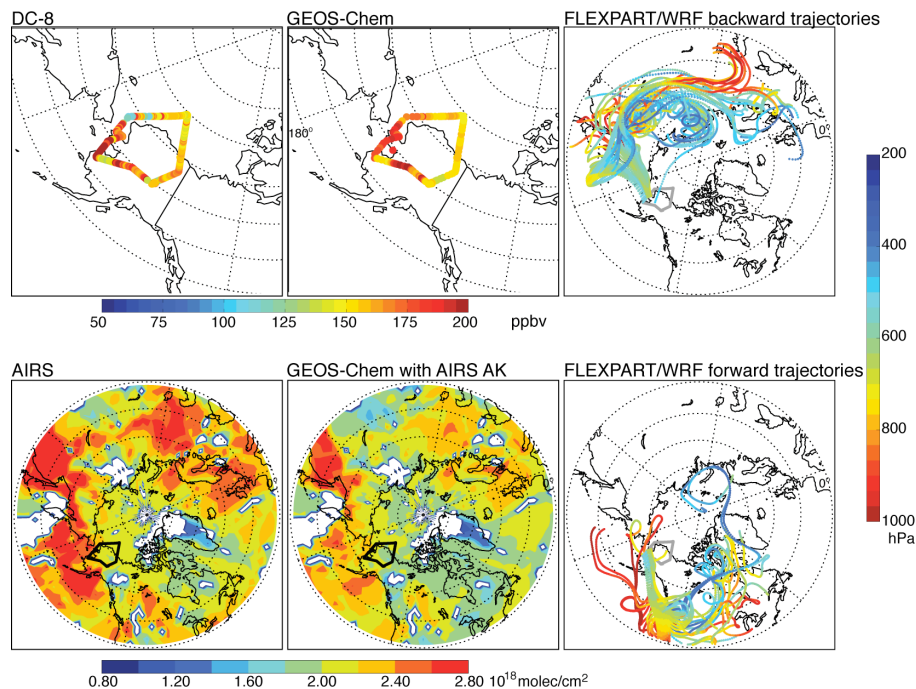 DC-8
GEOS-Chem
FLEXPART/WRF backward trajectories
180°
0°
50 75 100 125 150 175 200 ppbv
200
400
600
800
1000
hPa
AIRS
GEOS-Chem with AIRS AK
FLEXPART/WRF forward trajectories
0°
0.80 1.20 1.60 2.00 2.40 2.80 10¹⁸molec/cm²